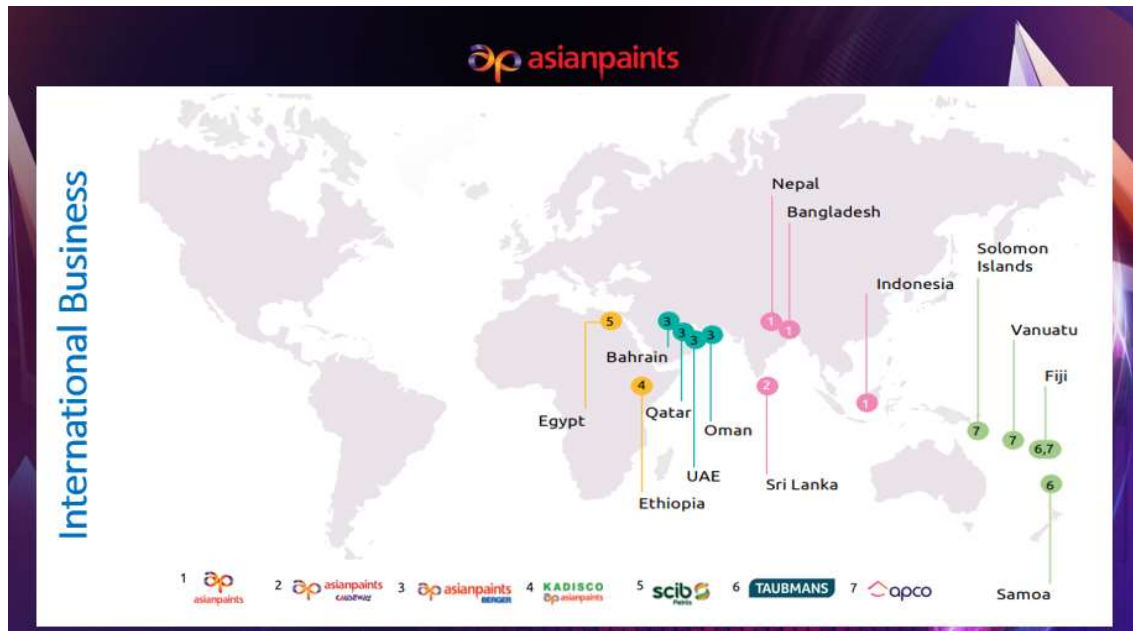 asianpaints
International Business
Nepal
Bangladesh
Solomon
Islands
Indonesia
Vanuatu
Fiji
5
3
3
3
3
1
1
Bahrain
4
2
1
Qatar
Egypt
Oman
7
7
6,7
UAE
Sri Lanka
6
Ethiopia
1 asianpaints
2 asianpaints CAUSEWAY
3 asianpaints BERGER
4 KADISCO asianpaints
5 scib Paints
6 TAUBMANS
7 apco
Samoa